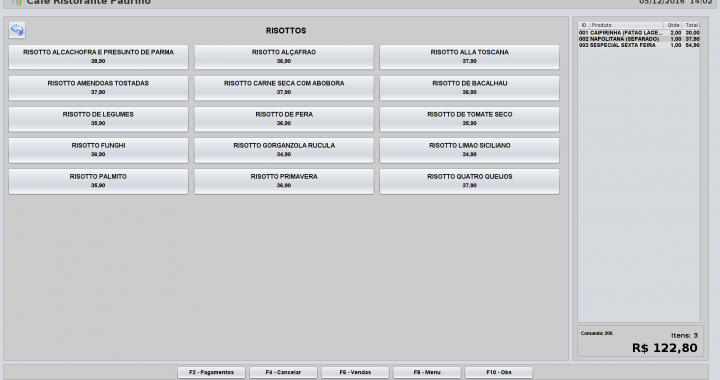 Café Ristorante Padrino
05/12/2016 14:02
RISOTTOS
RISOTTO ALCACHOFRA E PRESUNTO DE PARMA
38,90
RISOTTO ALÇAFRAO
36,90
RISOTTO ALLA TOSCANA
37,90
RISOTTO AMENDOAS TOSTADAS
37,90
RISOTTO CARNE SECA COM ABOBORA
37,90
RISOTTO DE BACALHAU
38,90
RISOTTO DE LEGUMES
35,90
RISOTTO DE PERA
36,90
RISOTTO DE TOMATE SECO
35,90
RISOTTO FUNGHI
36,90
RISOTTO GORGANZOLA RUCULA
34,90
RISOTTO LIMAO SICILIANO
34,90
RISOTTO PALMITO
35,90
RISOTTO PRIMAVERA
36,90
RISOTTO QUATRO QUEIJOS
37,90
ID Produto Qtde Total
001 CAIPIRINHA (PATAG LAGE... 2,00 30,00
002 NAPOLITANA (SEPARADO) 1,00 37,90
003 SESPECIAL SEXTA FEIRA 1,00 54,90
Comanda: 206
Itens: 3
R$ 122,80
F2 - Pagamentos
F4 - Cancelar
F6 - Vendas
F8 - Menu
F10 - Obs